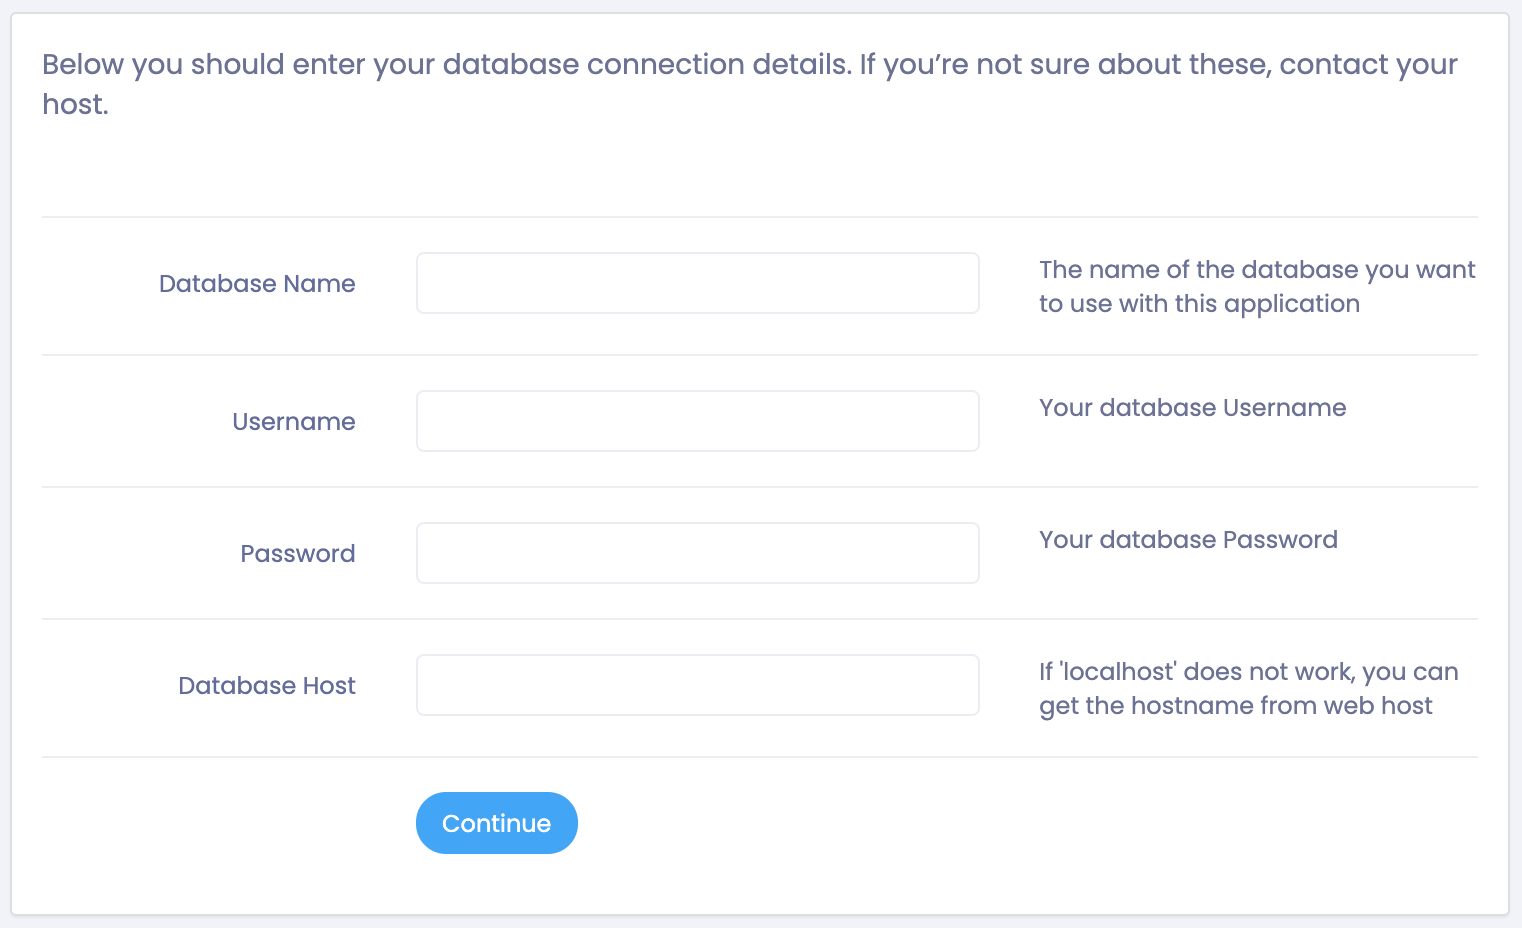 Below you should enter your database connection details. If you’re not sure about these, contact your
host.
Database Name
The name of the database you want
to use with this application
Username
Your database Username
Password
Your database Password
Database Host
If 'localhost' does not work, you can
get the hostname from web host
Continue